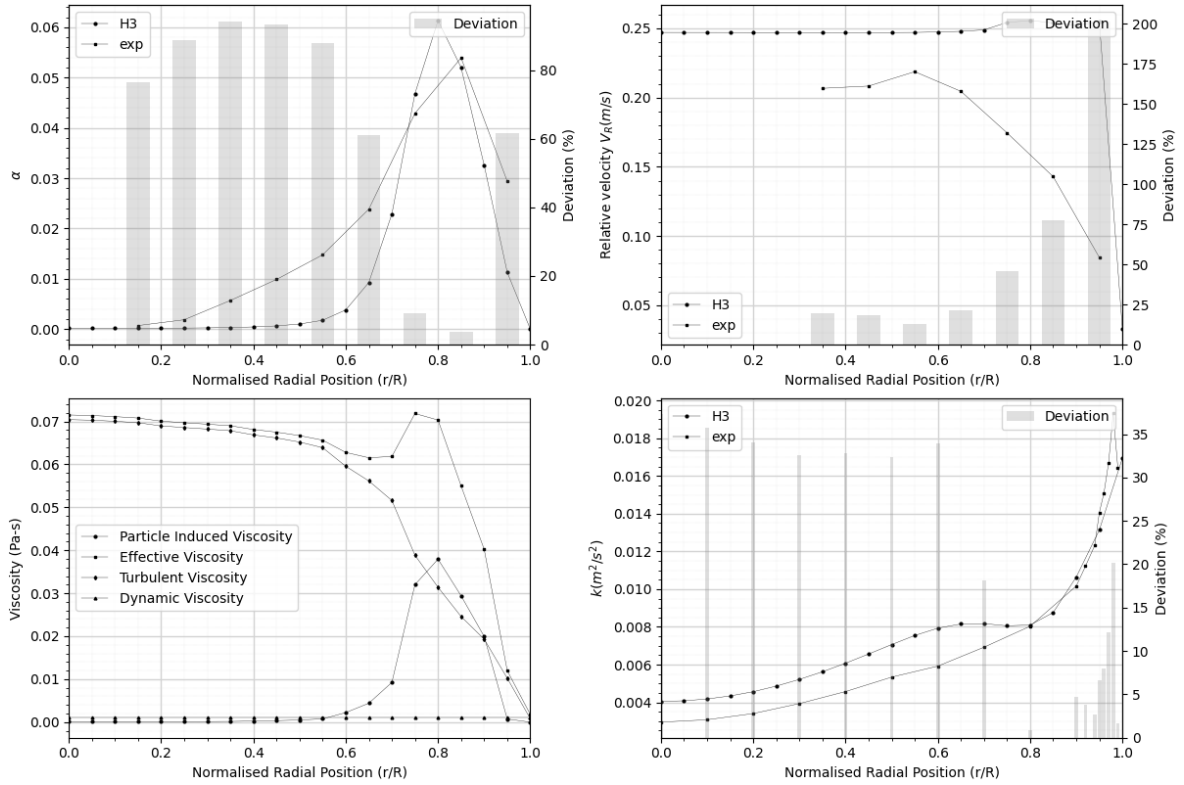 H3
exp
Deviation
0.06
0.05
0.04
0.03
0.02
0.01
0.00
α
80
60
40
20
0
Deviation (%)
0.0 0.2 0.4 0.6 0.8 1.0
Normalised Radial Position (r/R)
H3
exp
Deviation
0.25
0.20
0.15
0.10
0.05
Relative velocity V_R(m/s)
200
175
150
125
100
75
50
25
0
Deviation (%)
0.0 0.2 0.4 0.6 0.8 1.0
Normalised Radial Position (r/R)
Particle Induced Viscosity
Effective Viscosity
Turbulent Viscosity
Dynamic Viscosity
0.07
0.06
0.05
0.04
0.03
0.02
0.01
0.00
Viscosity (Pa-s)
0.0 0.2 0.4 0.6 0.8 1.0
Normalised Radial Position (r/R)
H3
exp
Deviation
0.020
0.018
0.016
0.014
0.012
0.010
0.008
0.006
0.004
k(m²/s²)
35
30
25
20
15
10
5
0
Deviation (%)
0.0 0.2 0.4 0.6 0.8 1.0
Normalised Radial Position (r/R)